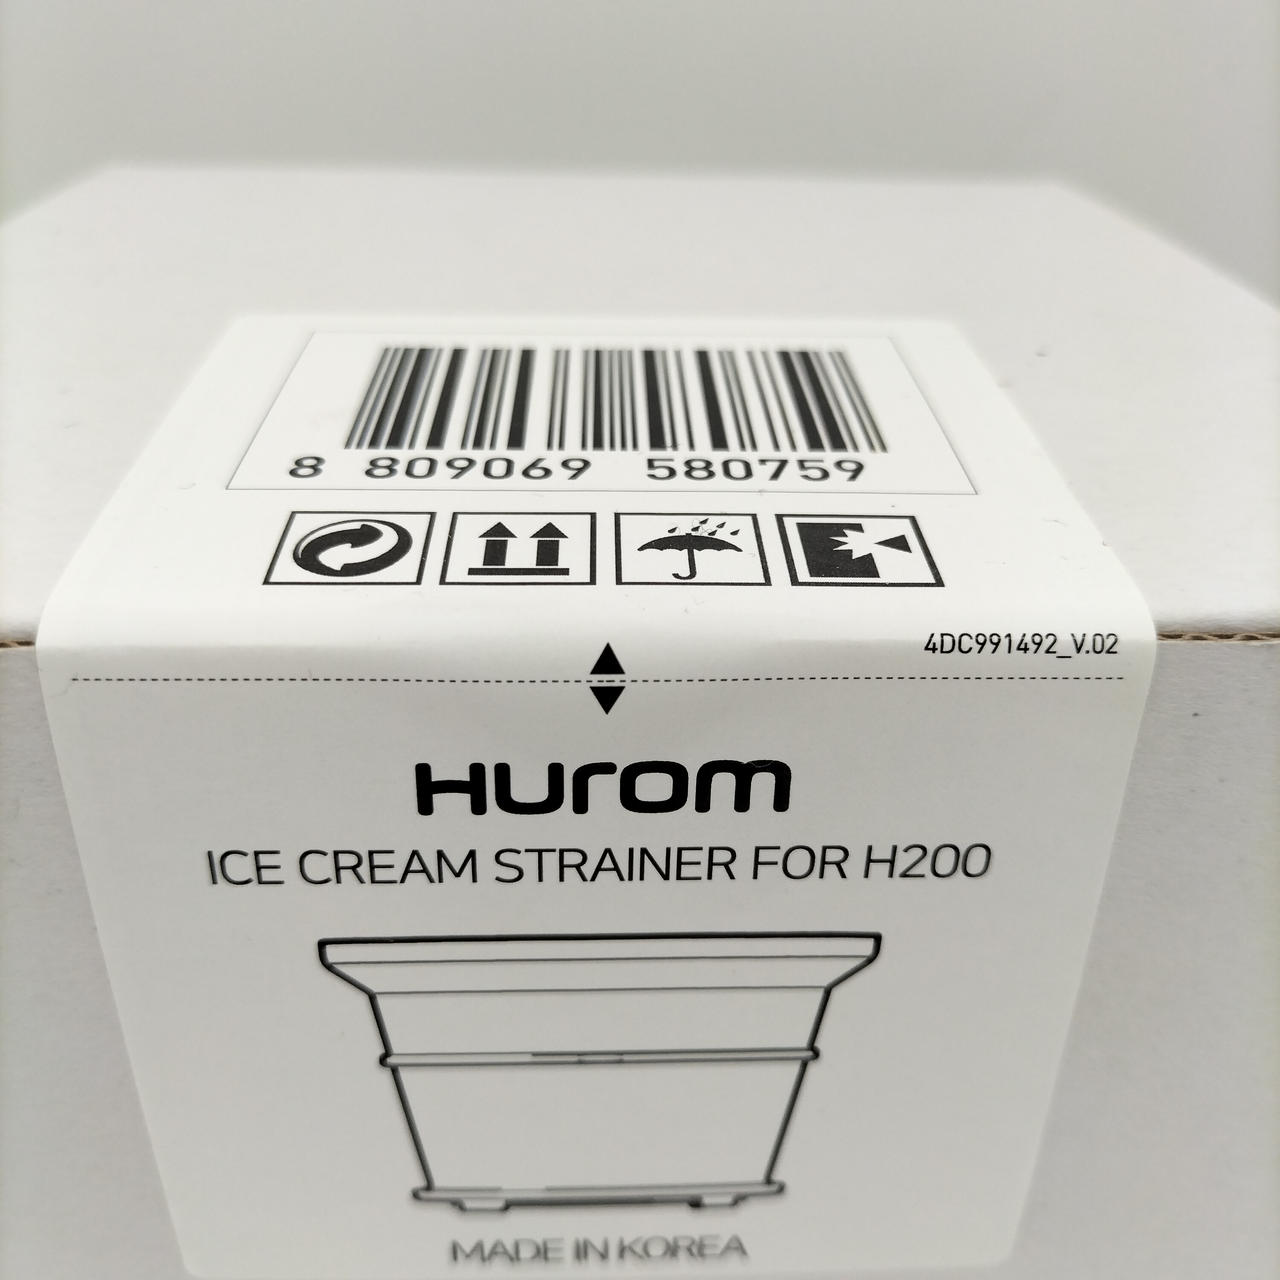 8 809069 580759
4DC991492_V.02
Hurom
ICE CREAM STRAINER FOR H200
MADE IN KOREA